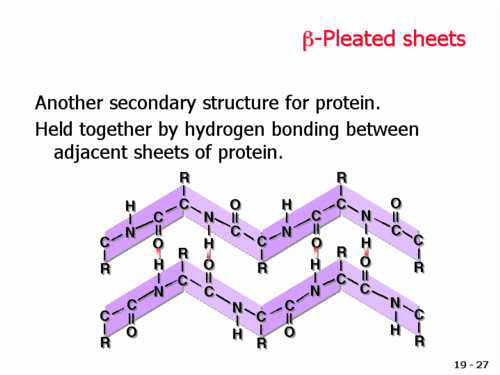 β-Pleated sheets
Another secondary structure for protein.
Held together by hydrogen bonding between
adjacent sheets of protein.
R R
H C O H C O
C N C N
N C N C
C O H C O H C
R R
R H O R H O R
C C
N C N C
C N C N
C C C
O H O H
R R R
19 - 27